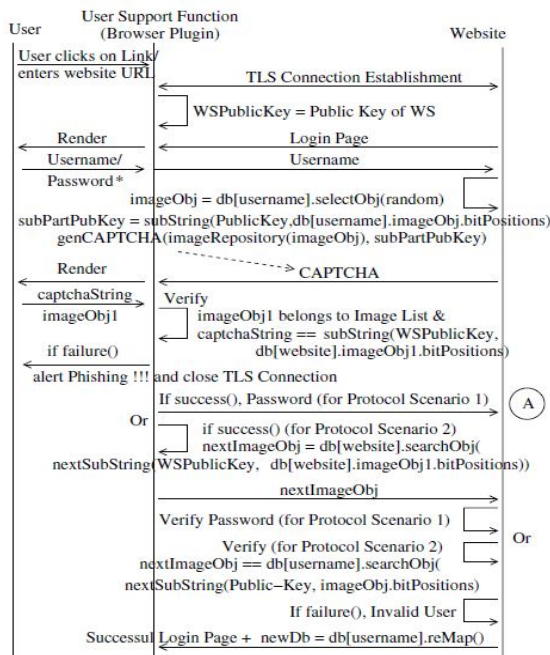 User
User Support Function
(Browser Plugin)
Website
User clicks on Link/
enters website URL
TLS Connection Establishment
WSPublicKey = Public Key of WS
Render
Login Page
Username/
Username
Password*
imageObj = db[username].selectObj(random)
subPartPubKey = subString(PublicKey,db[username].imageObj.bitPositions)
genCAPTCHA(imageRepository(imageObj), subPartPubKey)
Render
CAPTCHA
captchaString
Verify
imageObj1
imageObj1 belongs to Image List &
captchaString == subString(WSPublicKey,
db[website].imageObj1.bitPositions)
if failure()
alert Phishing !!! and close TLS Connection
If success(), Password (for Protocol Scenario 1)
A
Or
if success() (for Protocol Scenario 2)
nextImageObj = db[website].searchObj(
nextSubString(WSPublicKey, db[website].imageObj1.bitPositions))
nextImageObj
Verify Password (for Protocol Scenario 1)
Or
Verify (for Protocol Scenario 2)
nextImageObj == db[username].searchObj(
nextSubString(Public-Key, imageObj.bitPositions)
If failure(), Invalid User
Successul Login Page + newDb = db[username].reMap()